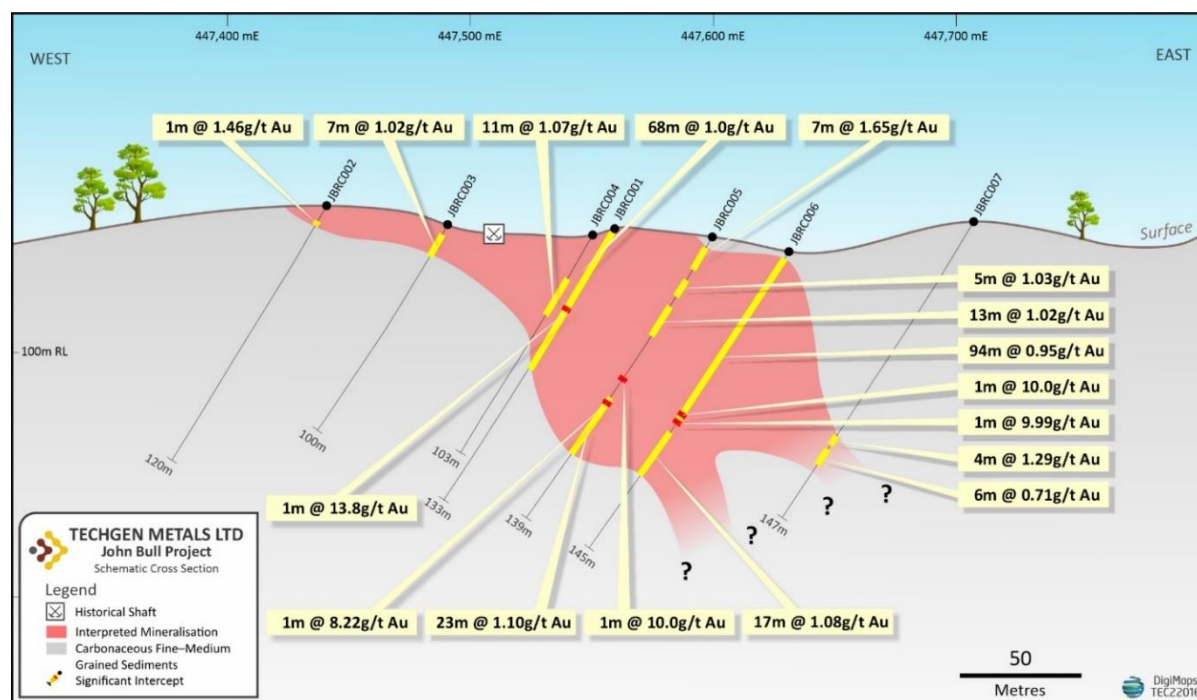 447,400 mE
447,500 mE
447,600 mE
447,700 mE
WEST
EAST
1m @ 1.46g/t Au
7m @ 1.02g/t Au
11m @ 1.07g/t Au
68m @ 1.0g/t Au
7m @ 1.65g/t Au
JBRC002
JBRC003
JBRC004
JBRC001
JBRC005
JBRC006
JBRC007
Surface
5m @ 1.03g/t Au
13m @ 1.02g/t Au
100m RL
94m @ 0.95g/t Au
1m @ 10.0g/t Au
1m @ 9.99g/t Au
4m @ 1.29g/t Au
6m @ 0.71g/t Au
120m
100m
103m
133m
139m
145m
147m
1m @ 13.8g/t Au
?
?
?
?
TECHGEN METALS LTD
John Bull Project
Schematic Cross Section
Legend
Historical Shaft
Interpreted Mineralisation
Carbonaceous Fine–Medium
Grained Sediments
Significant Intercept
1m @ 8.22g/t Au
23m @ 1.10g/t Au
1m @ 10.0g/t Au
17m @ 1.08g/t Au
50
Metres
DigiMaps